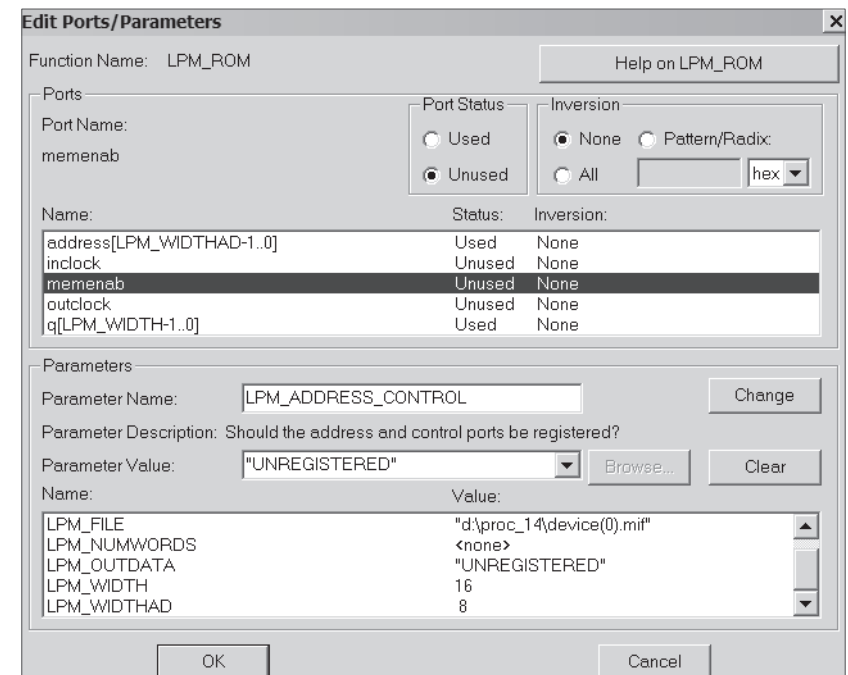 Edit Ports/Parameters
Function Name: LPM_ROM
Help on LPM_ROM
Ports
Port Name:
memenab
Port Status
Used
Unused
Inversion
None Pattern/Radix:
All hex
Name: Status: Inversion:
address[LPM_WIDTHAD-1..0] Used None
inclock Unused None
memenab Unused None
outclock Unused None
q[LPM_WIDTH-1..0] Used None
Parameters
Parameter Name: LPM_ADDRESS_CONTROL Change
Parameter Description: Should the address and control ports be registered?
Parameter Value: "UNREGISTERED" Browse... Clear
Name: Value:
LPM_FILE "d:\proc_14\device(0).mif"
LPM_NUMWORDS <none>
LPM_OUTDATA "UNREGISTERED"
LPM_WIDTH 16
LPM_WIDTHAD 8
OK Cancel